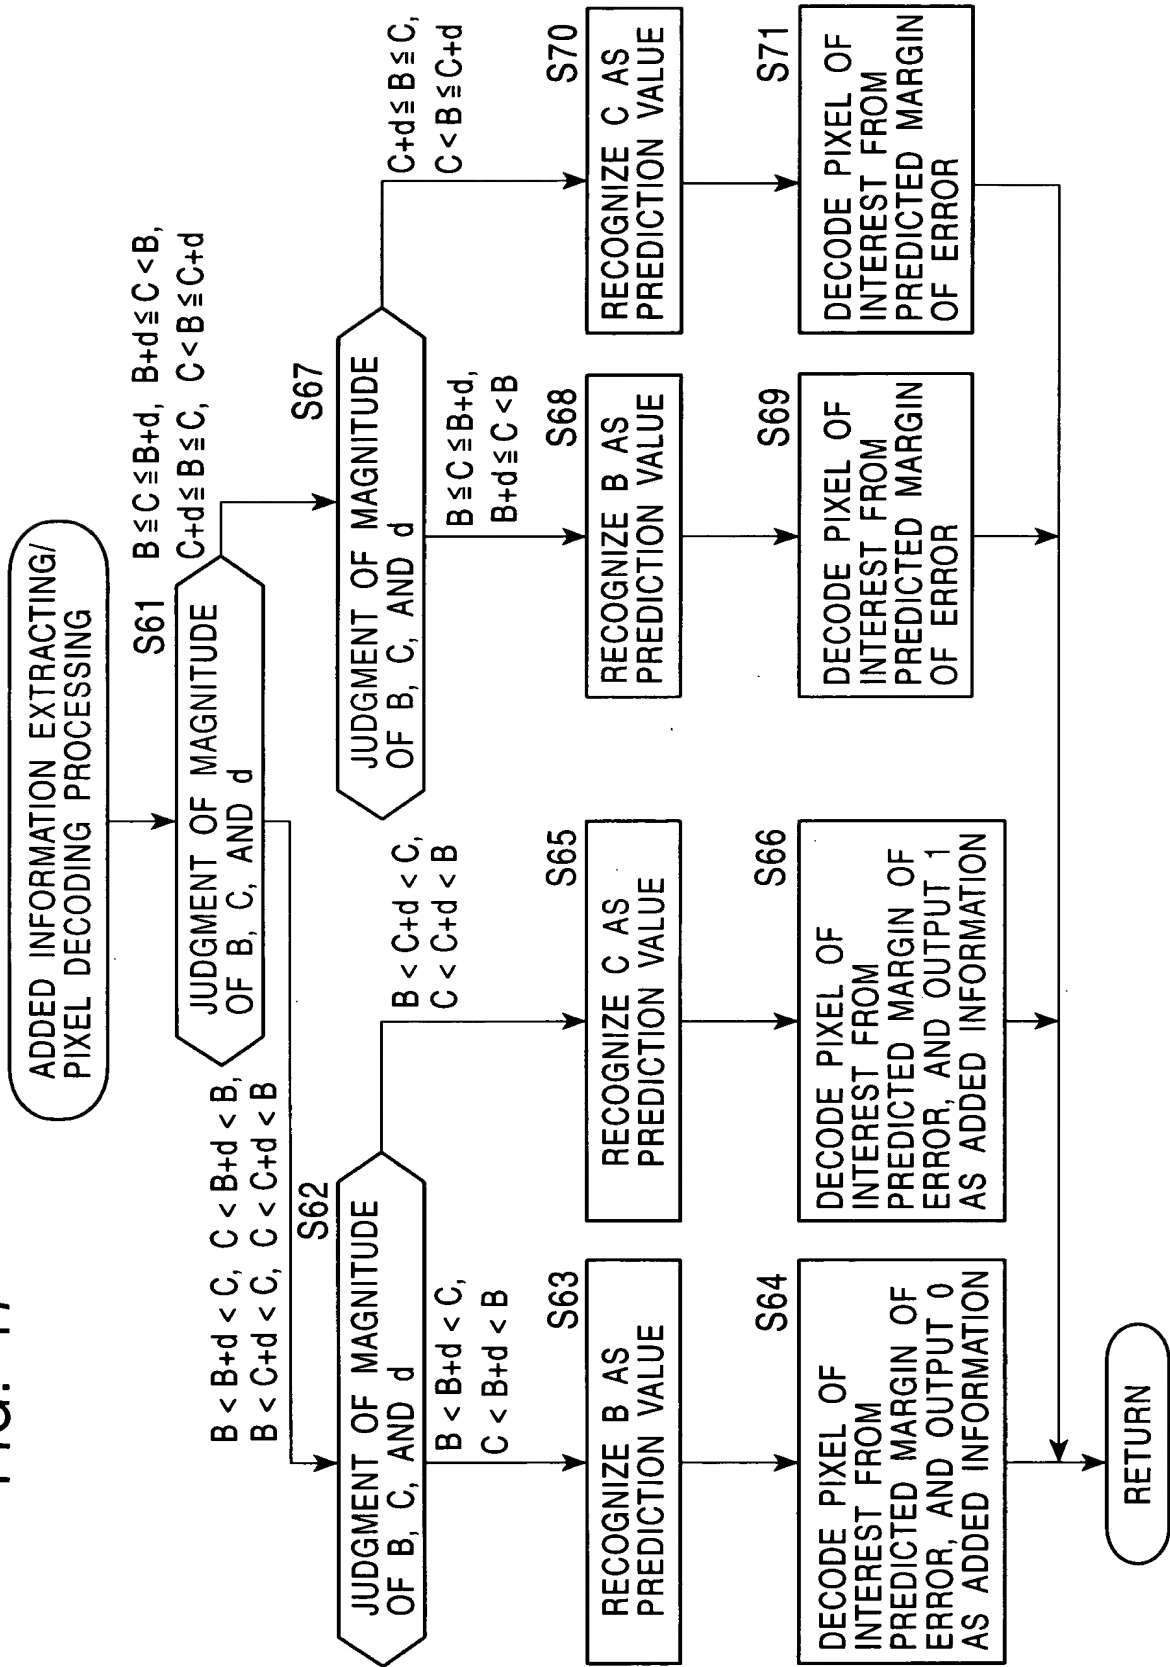 ADDED INFORMATION EXTRACTING/
PIXEL DECODING PROCESSING
S61
JUDGMENT OF MAGNITUDE
OF B, C, AND d
B < B+d < C, C < B+d < B,
B < C+d < C, C < C+d < B
B ≦ C ≦ B+d, B+d ≦ C < B,
C+d ≦ B ≦ C, C < B ≦ C+d
S62
JUDGMENT OF MAGNITUDE
OF B, C, AND d
B < B+d < C,
C < B+d < B
B < C+d < C,
C < C+d < B
S67
JUDGMENT OF MAGNITUDE
OF B, C, AND d
B ≦ C ≦ B+d,
B+d ≦ C < B
C+d ≦ B ≦ C,
C < B ≦ C+d
S63
RECOGNIZE B AS
PREDICTION VALUE
S65
RECOGNIZE C AS
PREDICTION VALUE
S68
RECOGNIZE B AS
PREDICTION VALUE
S70
RECOGNIZE C AS
PREDICTION VALUE
S64
DECODE PIXEL OF
INTEREST FROM
PREDICTED MARGIN OF
ERROR, AND OUTPUT 0
AS ADDED INFORMATION
S66
DECODE PIXEL OF
INTEREST FROM
PREDICTED MARGIN OF
ERROR, AND OUTPUT 1
AS ADDED INFORMATION
S69
DECODE PIXEL OF
INTEREST FROM
PREDICTED MARGIN
OF ERROR
S71
DECODE PIXEL OF
INTEREST FROM
PREDICTED MARGIN
OF ERROR
RETURN